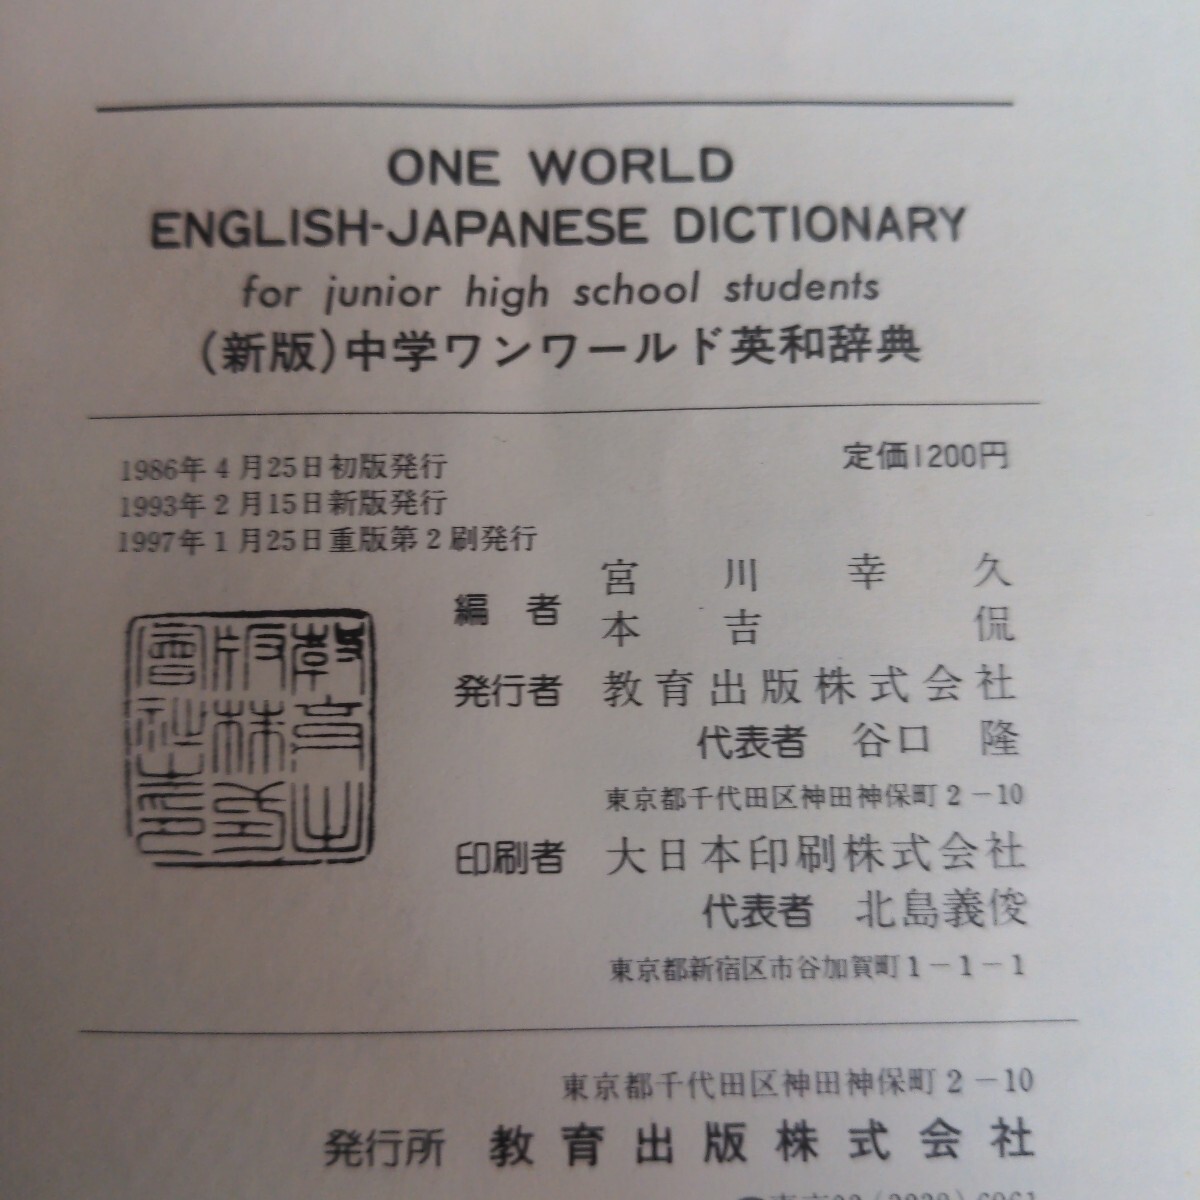 ONE WORLD
ENGLISH-JAPANESE DICTIONARY
for junior high school students
(新版)中学ワンワールド英和辞典
定価1200円
1986年4月25日初版発行
1993年2月15日新版発行
1997年1月25日重版第2刷発行
編者 宮川幸久
本吉侃
発行者 教育出版株式会社
代表者 谷口隆
東京都千代田区神田神保町2-10
印刷者 大日本印刷株式会社
代表者 北島義俊
東京都新宿区市谷加賀町1-1-1
東京都千代田区神田神保町2-10
発行所 教育出版株式会社